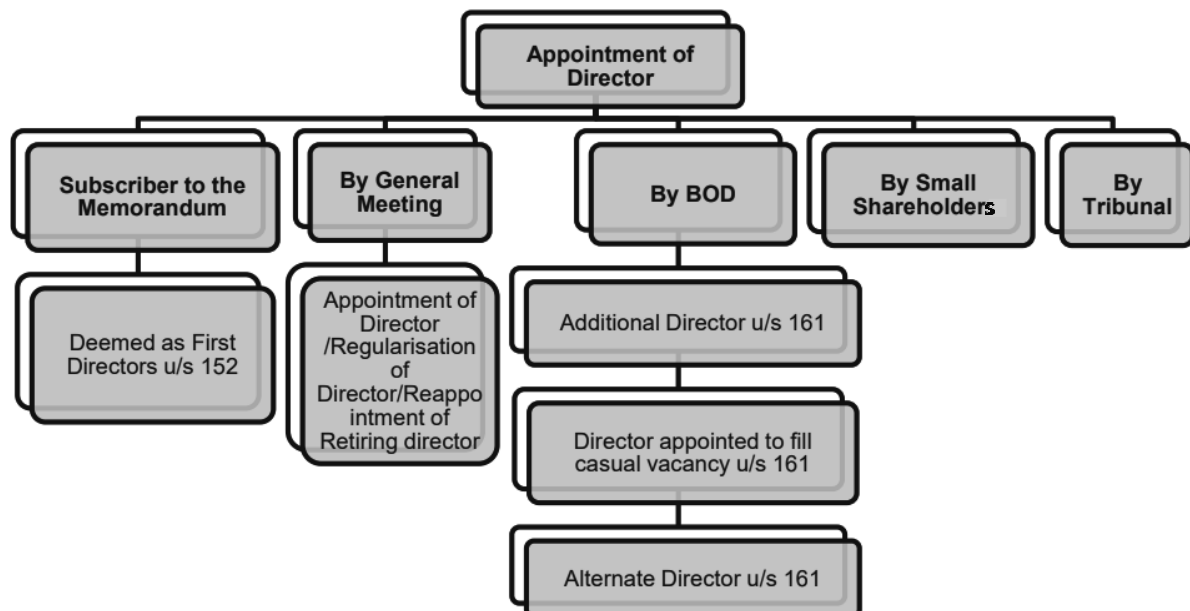 Appointment of
Director
Subscriber to the
Memorandum
Deemed as First
Directors u/s 152
By General
Meeting
Appointment of
Director
/Regularisation
of
Director/Reappo
intment of
Retiring director
By BOD
Additional Director u/s 161
Director appointed to fill
casual vacancy u/s 161
Alternate Director u/s 161
By Small
Shareholders
By
Tribunal